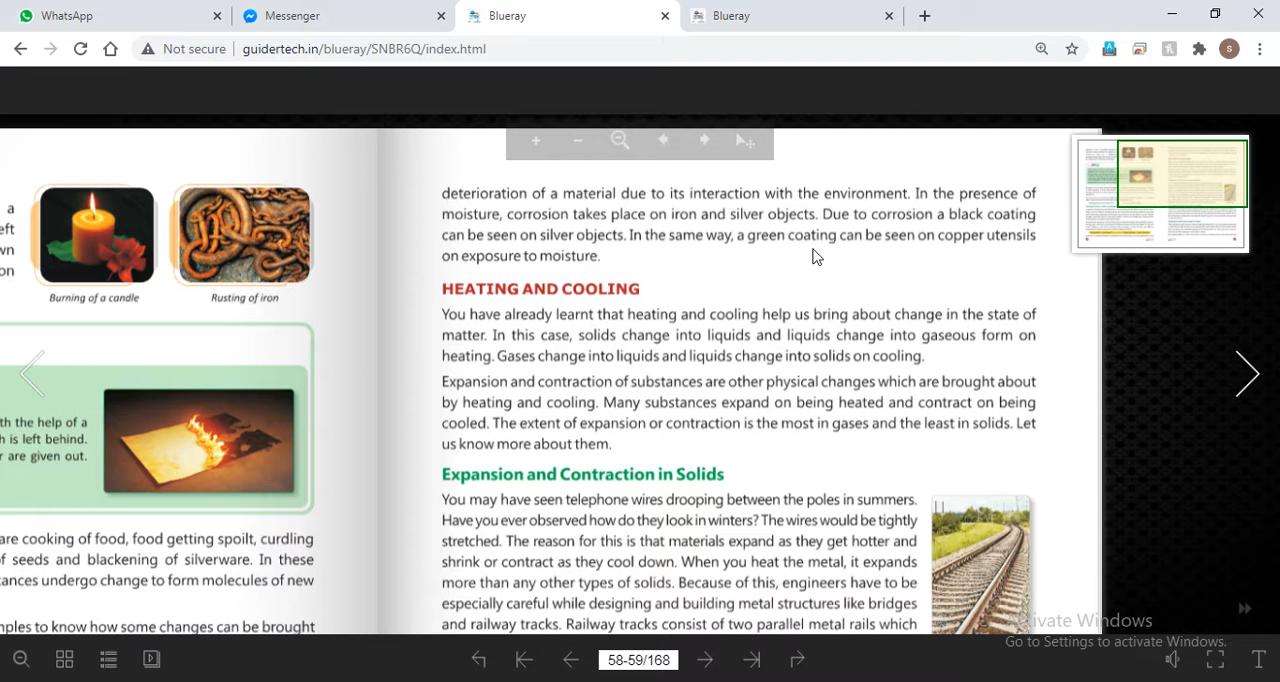 WhatsApp
Messenger
Blueray
Blueray
Not secure
guidertech.in/blueray/SNBR6Q/index.html
S
a
eft
wn
on
Burning of a candle
Rusting of iron
th the help of a
h is left behind.
r are given out.
are cooking of food, food getting spoilt, curdling
f seeds and blackening of silverware. In these
tances undergo change to form molecules of new
mples to know how some changes can be brought
deterioration of a material due to its interaction with the environment. In the presence of
moisture, corrosion takes place on iron and silver objects. Due to corrosion a black coating
can be seen on silver objects. In the same way, a green coating can be seen on copper utensils
on exposure to moisture.
HEATING AND COOLING
You have already learnt that heating and cooling help us bring about change in the state of
matter. In this case, solids change into liquids and liquids change into gaseous form on
heating. Gases change into liquids and liquids change into solids on cooling.
Expansion and contraction of substances are other physical changes which are brought about
by heating and cooling. Many substances expand on being heated and contract on being
cooled. The extent of expansion or contraction is the most in gases and the least in solids. Let
us know more about them.
Expansion and Contraction in Solids
You may have seen telephone wires drooping between the poles in summers.
Have you ever observed how do they look in winters? The wires would be tightly
stretched. The reason for this is that materials expand as they get hotter and
shrink or contract as they cool down. When you heat the metal, it expands
more than any other types of solids. Because of this, engineers have to be
especially careful while designing and building metal structures like bridges
and railway tracks. Railway tracks consist of two parallel metal rails which
Activate Windows
Go to Settings to activate Windows.
58-59/168